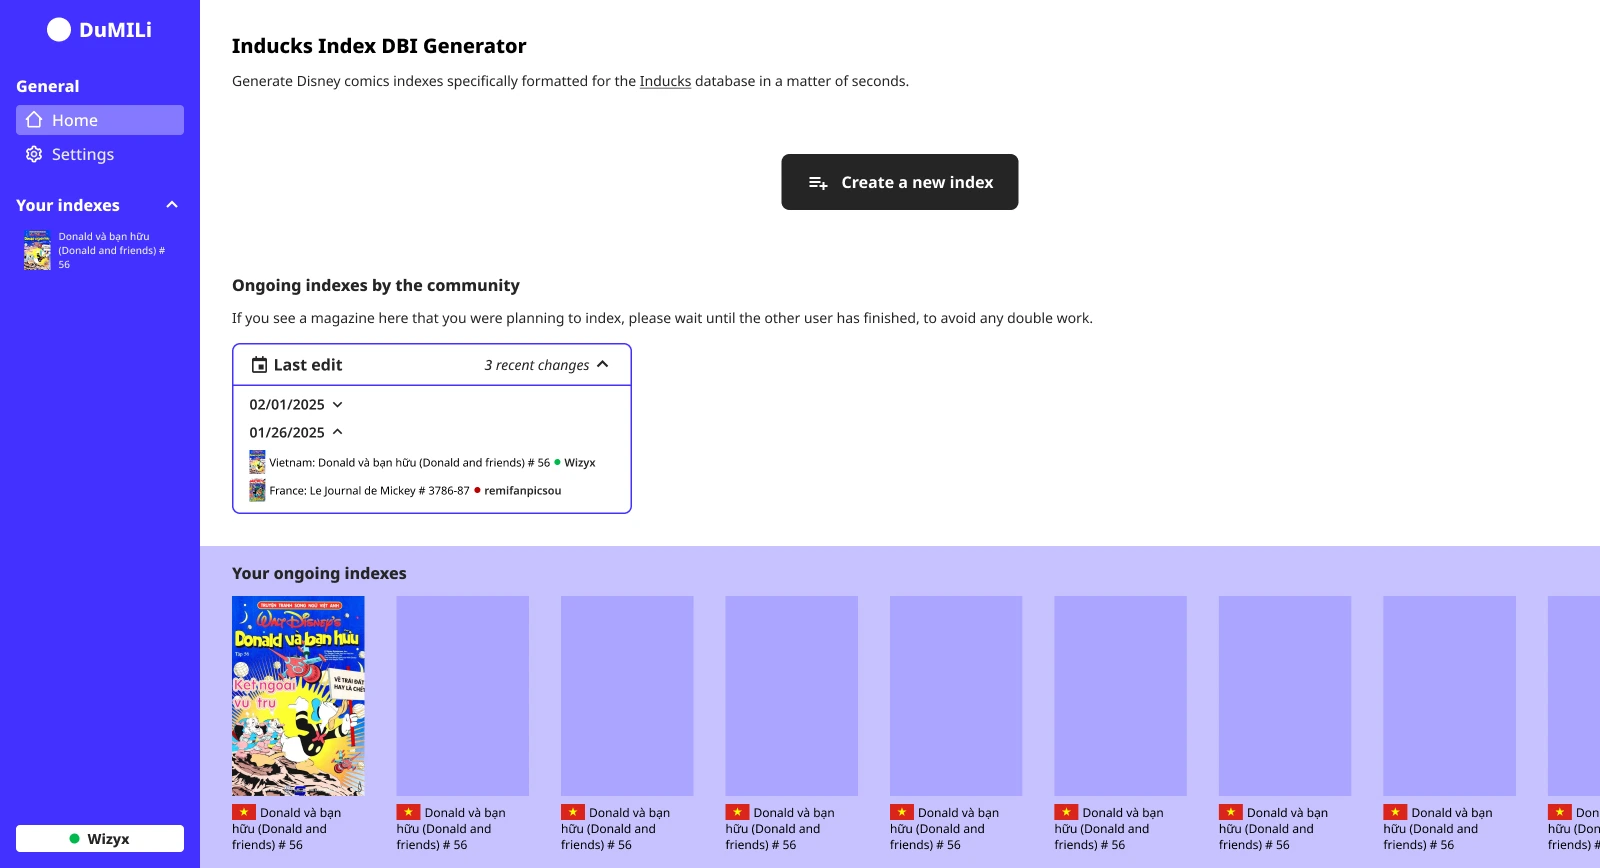 DuMILi
General
Home
Settings
Your indexes
Donald và bạn hữu
(Donald and friends) #
56
Wizyx
Inducks Index DBI Generator
Generate Disney comics indexes specifically formatted for the Inducks database in a matter of seconds.
Create a new index
Ongoing indexes by the community
If you see a magazine here that you were planning to index, please wait until the other user has finished, to avoid any double work.
Last edit 3 recent changes
02/01/2025
01/26/2025
Vietnam: Donald và bạn hữu (Donald and friends) # 56 Wizyx
France: Le Journal de Mickey # 3786-87 remifanpicsou
Your ongoing indexes
TRUYỆN TRANH SONG NGỮ VIỆT ANH
WALT DISNEY'S
Donald và bạn hữu
Tập 56
VỀ TRÁI ĐẤT
HAY LÀ CHẾT
Kẹt ngoài
vũ trụ
Donald và bạn
hữu (Donald and
friends) # 56
Donald và bạn
hữu (Donald and
friends) # 56
Donald và bạn
hữu (Donald and
friends) # 56
Donald và bạn
hữu (Donald and
friends) # 56
Donald và bạn
hữu (Donald and
friends) # 56
Donald và bạn
hữu (Donald and
friends) # 56
Donald và bạn
hữu (Donald and
friends) # 56
Donald và bạn
hữu (Donald and
friends) # 56
Don
hữu (Do
friends) #